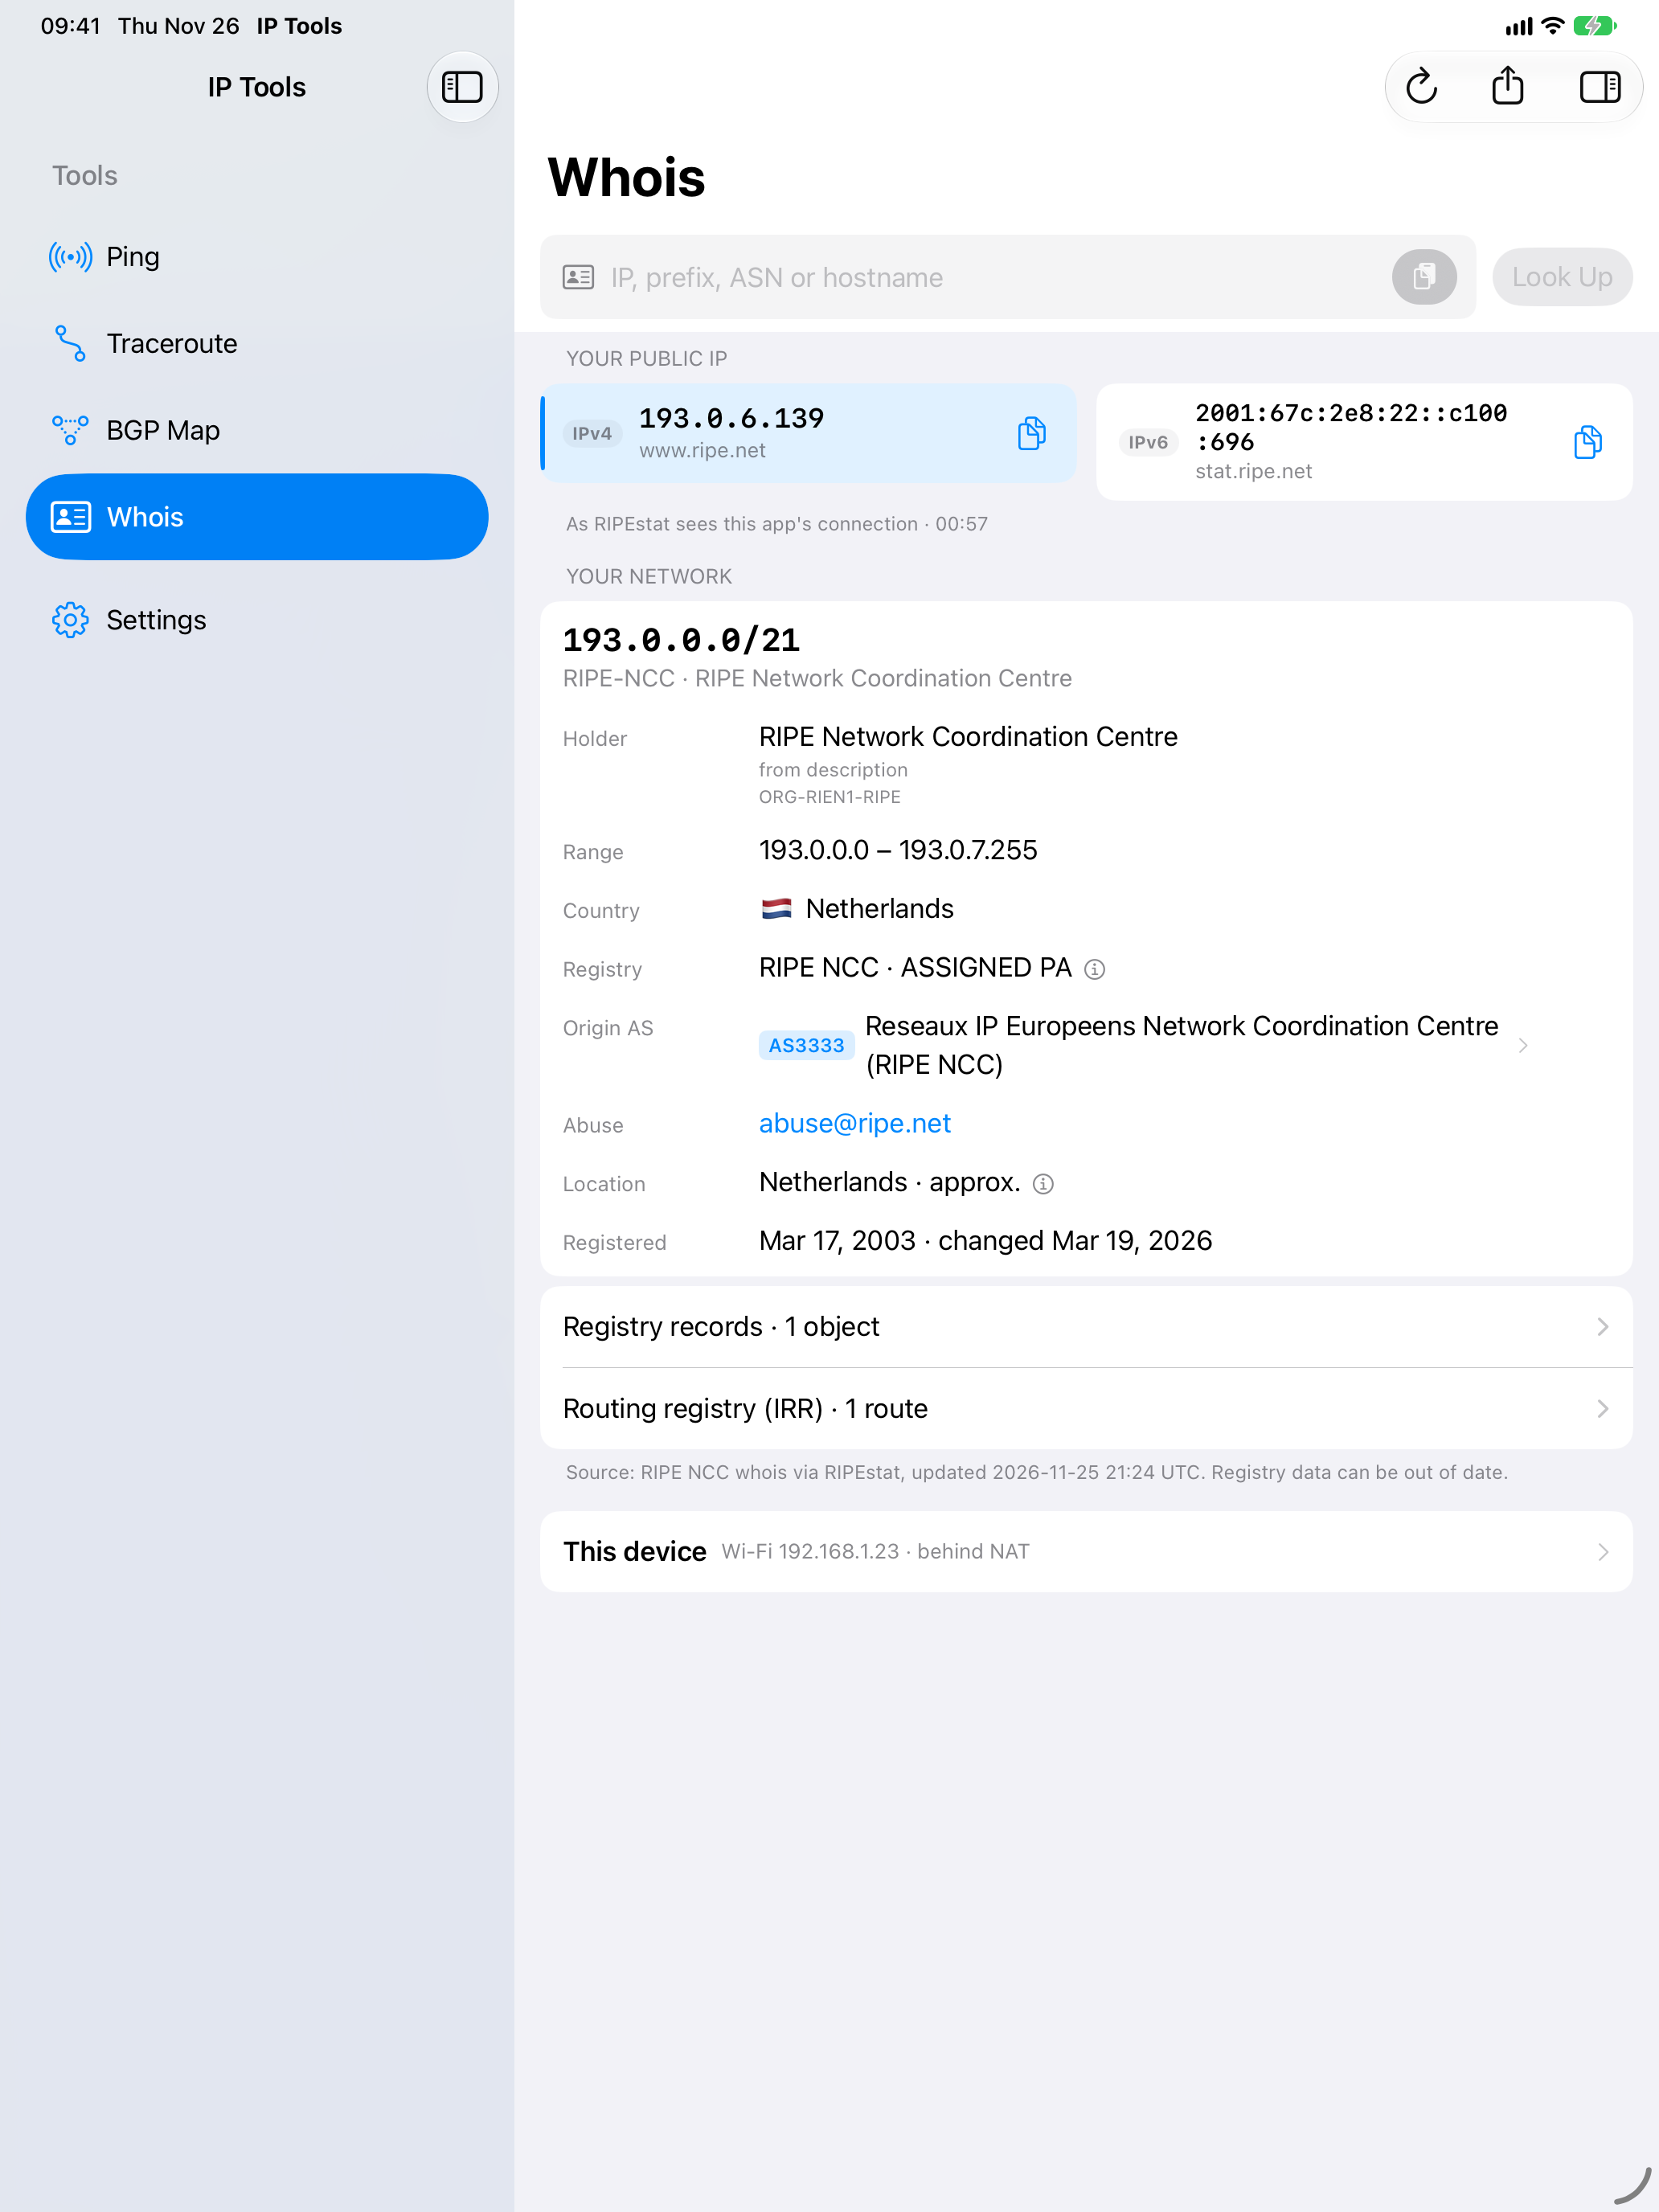 09:41 Thu Nov 26 IP Tools
IP Tools
Tools
Ping
Traceroute
BGP Map
Whois
Settings
Whois
IP, prefix, ASN or hostname
Look Up
YOUR PUBLIC IP
IPv4
193.0.6.139
www.ripe.net
IPv6
2001:67c:2e8:22::c100
:696
stat.ripe.net
As RIPEstat sees this app's connection · 00:57
YOUR NETWORK
193.0.0.0/21
RIPE-NCC · RIPE Network Coordination Centre
Holder
RIPE Network Coordination Centre
from description
ORG-RIEN1-RIPE
Range
193.0.0.0 – 193.0.7.255
Country
Netherlands
Registry
RIPE NCC · ASSIGNED PA
Origin AS
AS3333
Reseaux IP Europeens Network Coordination Centre
(RIPE NCC)
Abuse
abuse@ripe.net
Location
Netherlands · approx.
Registered
Mar 17, 2003 · changed Mar 19, 2026
Registry records · 1 object
Routing registry (IRR) · 1 route
Source: RIPE NCC whois via RIPEstat, updated 2026-11-25 21:24 UTC. Registry data can be out of date.
This device Wi-Fi 192.168.1.23 · behind NAT